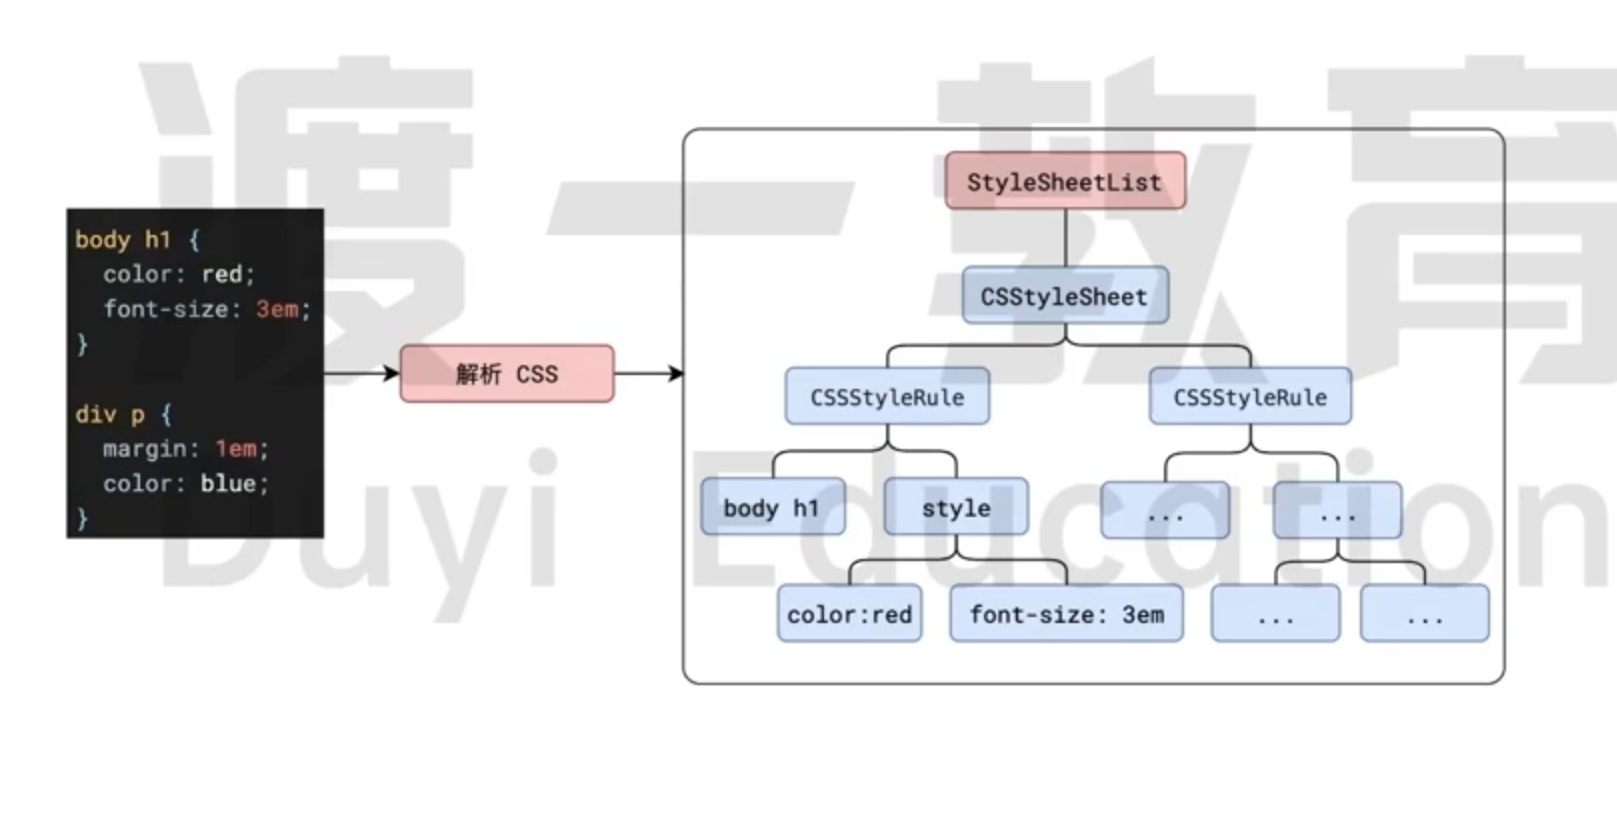 渡一教育
Duyi Education
body h1 {
color: red;
font-size: 3em;
}
div p {
margin: 1em;
color: blue;
}
解析 CSS
StyleSheetList
CSStyleSheet
CSSStyleRule
CSSStyleRule
body h1
style
...
...
color:red
font-size: 3em
...
...